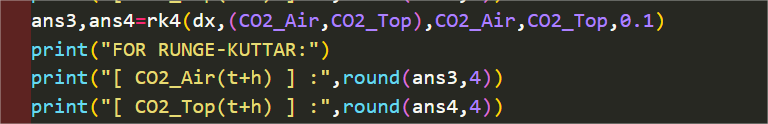 ans3,ans4=rk4(dx,(CO2_Air,CO2_Top),CO2_Air,CO2_Top,0.1)
print("FOR RUNGE-KUTTAR:")
print("[ CO2_Air(t+h) ] :",round(ans3,4))
print("[ CO2_Top(t+h) ] :",round(ans4,4))